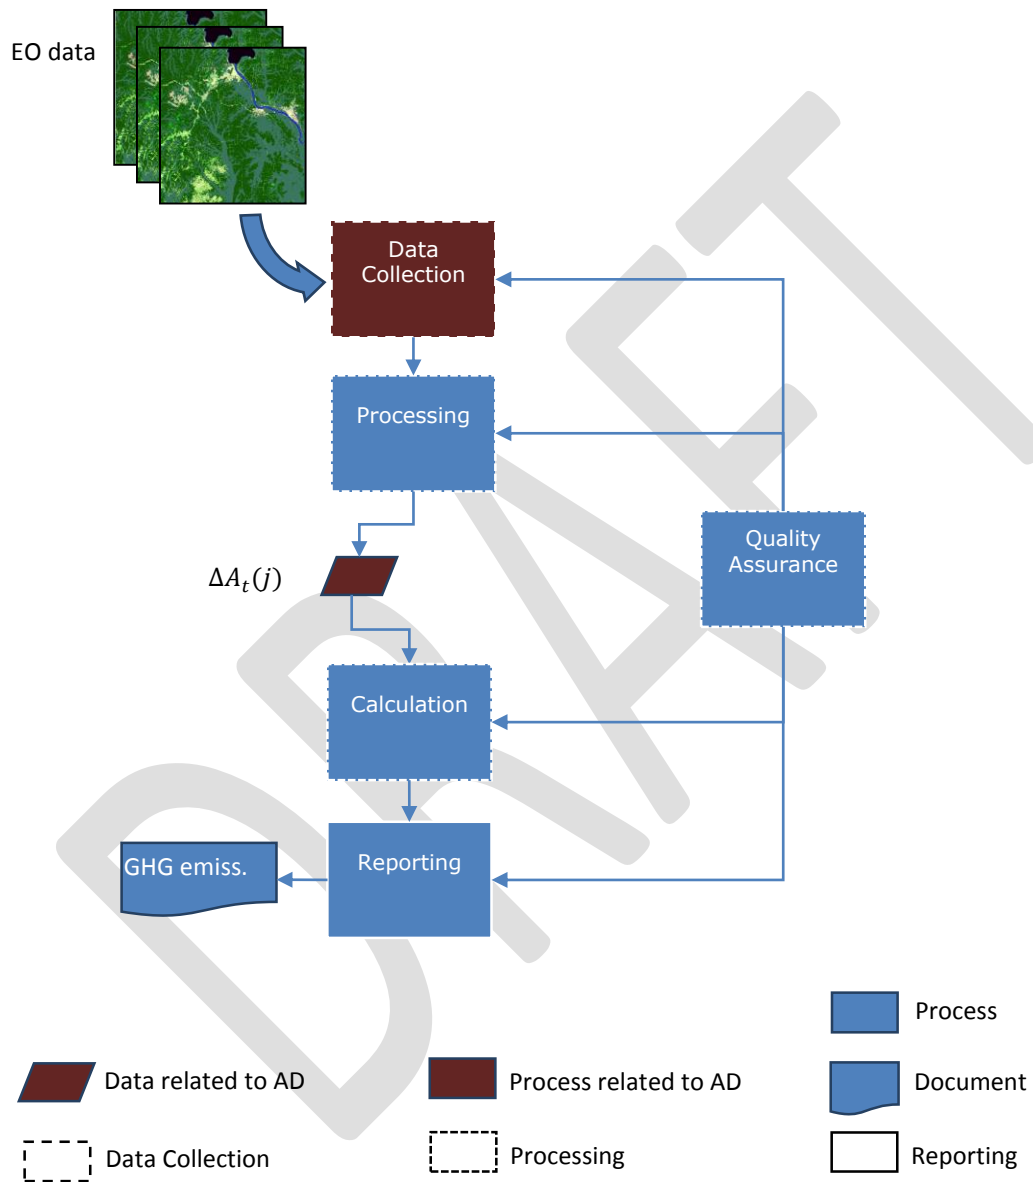 EO data
Data
Collection
Processing
Quality
Assurance
ΔAₜ(j)
Calculation
Reporting
GHG emiss.
DRAFT
Process
Data related to AD
Process related to AD
Document
Data Collection
Processing
Reporting